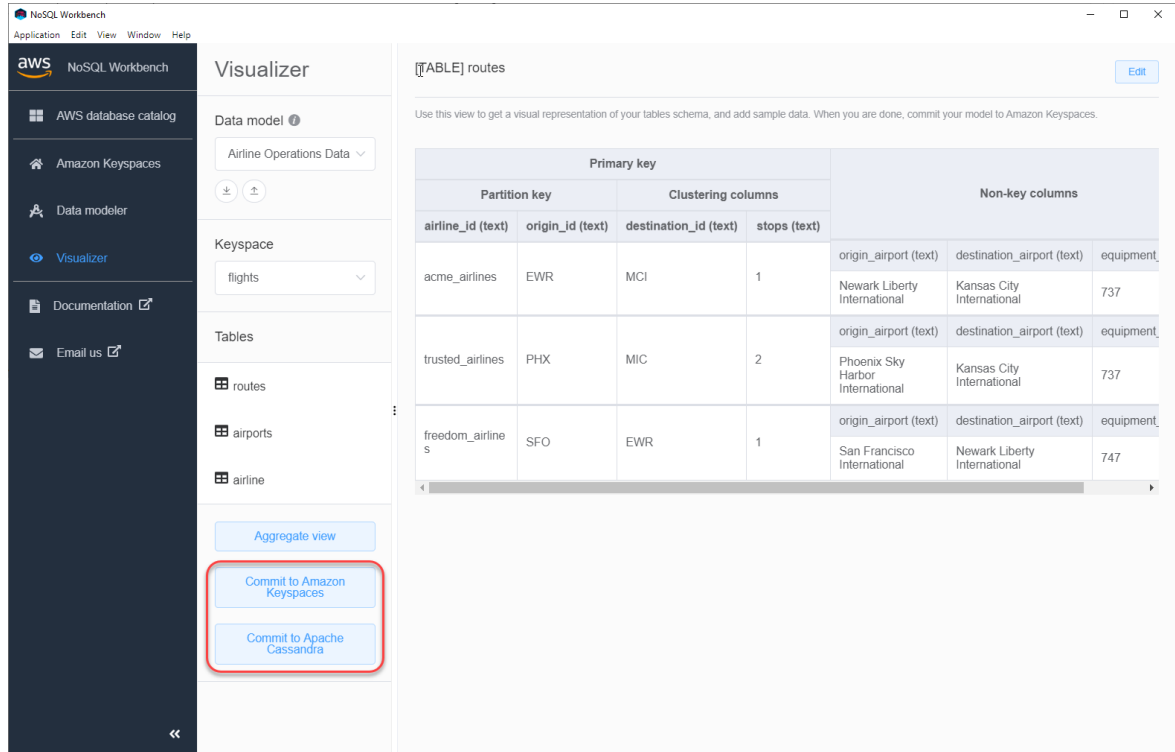 NoSQL Workbench
Application Edit View Window Help
aws NoSQL Workbench
AWS database catalog
Amazon Keyspaces
Data modeler
Visualizer
Documentation
Email us
Visualizer
Data model
Airline Operations Data
Keyspace
flights
Tables
routes
airports
airline
Aggregate view
Commit to Amazon
Keyspaces
Commit to Apache
Cassandra
[TABLE] routes
Edit
Use this view to get a visual representation of your tables schema, and add sample data. When you are done, commit your model to Amazon Keyspaces.
Primary key
Non-key columns
Partition key Clustering columns
airline_id (text) origin_id (text) destination_id (text) stops (text)
origin_airport (text) destination_airport (text) equipment_
acme_airlines EWR MCI 1
Newark Liberty
International
Kansas City
International
737
origin_airport (text) destination_airport (text) equipment_
trusted_airlines PHX MIC 2
Phoenix Sky
Harbor
International
Kansas City
International
737
origin_airport (text) destination_airport (text) equipment_
freedom_airline
s
SFO EWR 1
San Francisco
International
Newark Liberty
International
747